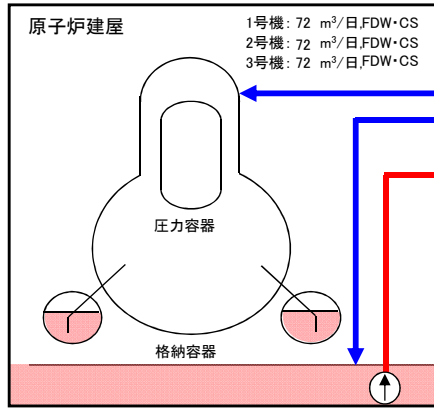 原子炉建屋
1号機: 72 m³/日,FDW・CS
2号機: 72 m³/日,FDW・CS
3号機: 72 m³/日,FDW・CS
圧力容器
格納容器